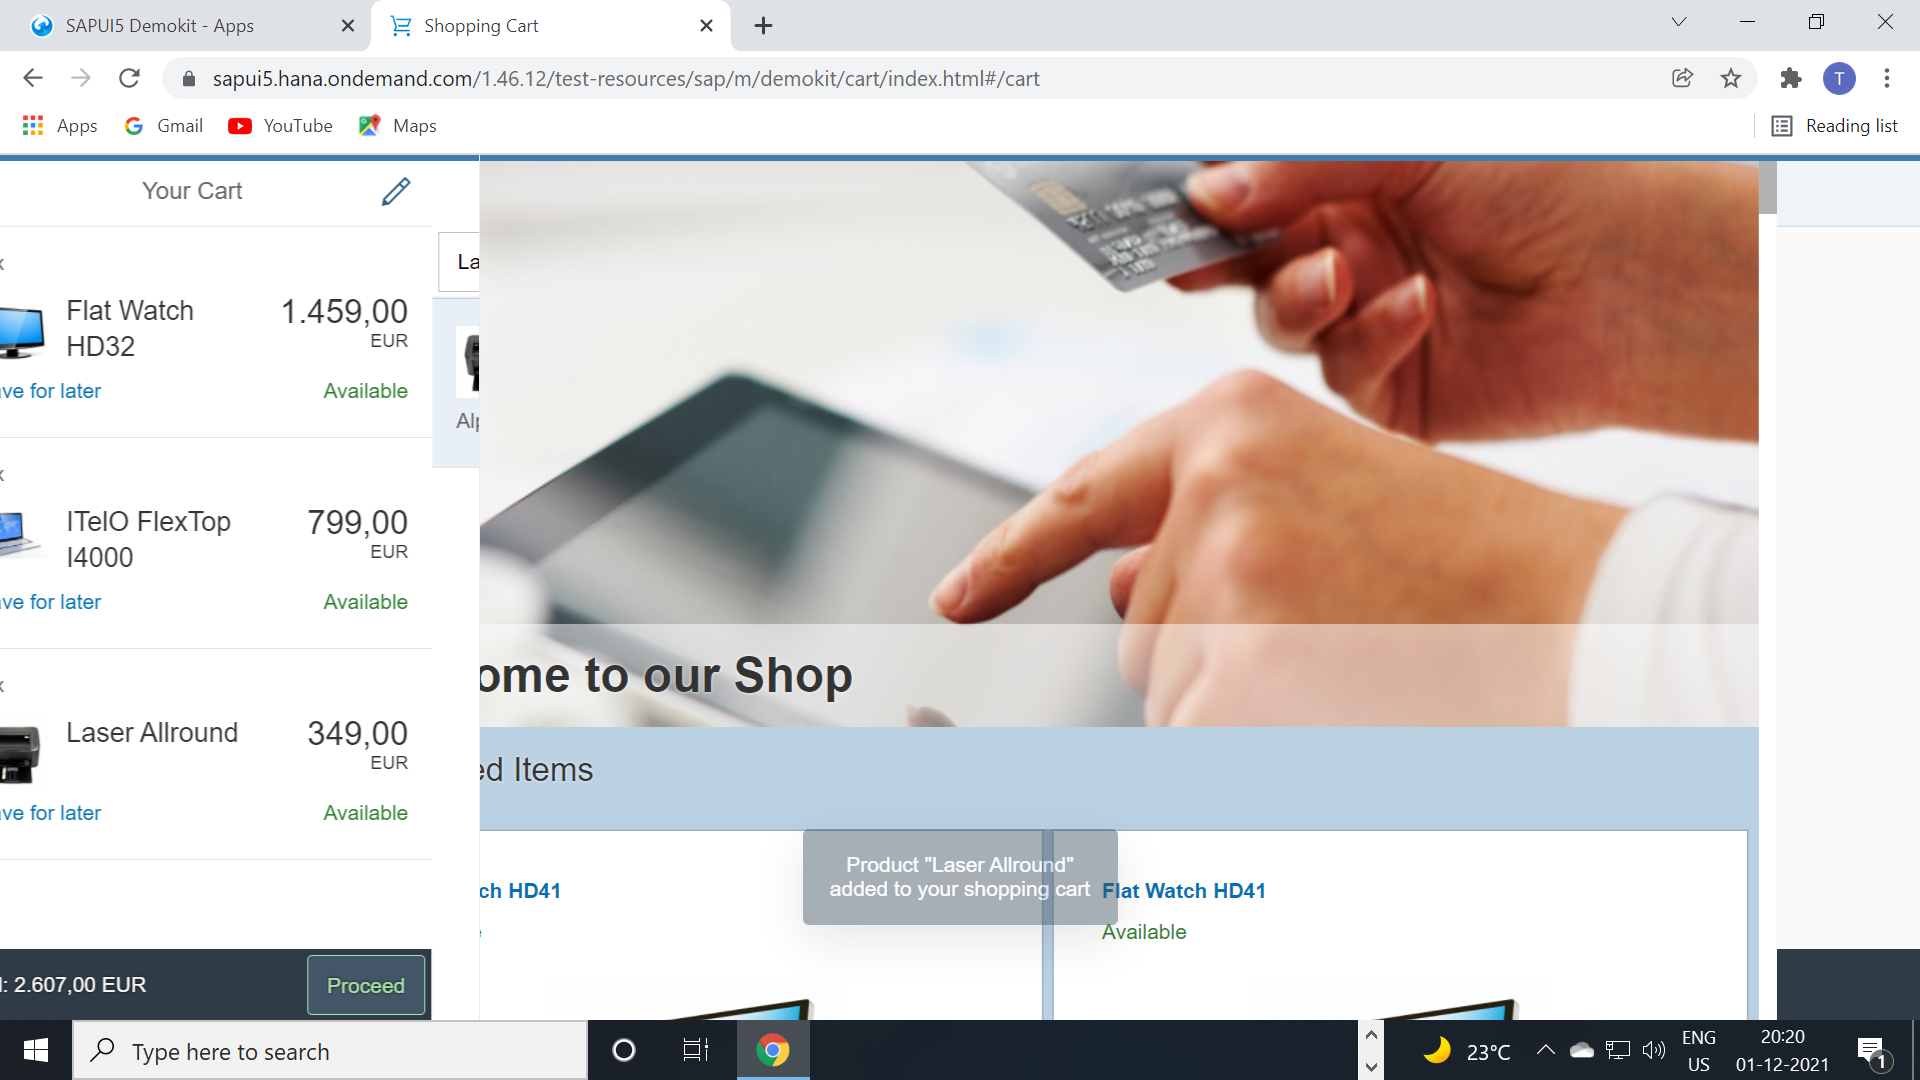 SAPUI5 Demokit - Apps
Shopping Cart
sapui5.hana.ondemand.com/1.46.12/test-resources/sap/m/demokit/cart/index.html#/cart
T
Apps
Gmail
YouTube
Maps
Reading list
Your Cart
x
Flat Watch
HD32
1.459,00
EUR
ve for later
Available
x
ITelO FlexTop
I4000
799,00
EUR
ve for later
Available
x
Laser Allround
349,00
EUR
ve for later
Available
l: 2.607,00 EUR
Proceed
La
Alp
ome to our Shop
ed Items
ch HD41
Product "Laser Allround"
added to your shopping cart
Flat Watch HD41
Available
Type here to search
23°C
ENG
US
20:20
01-12-2021
1